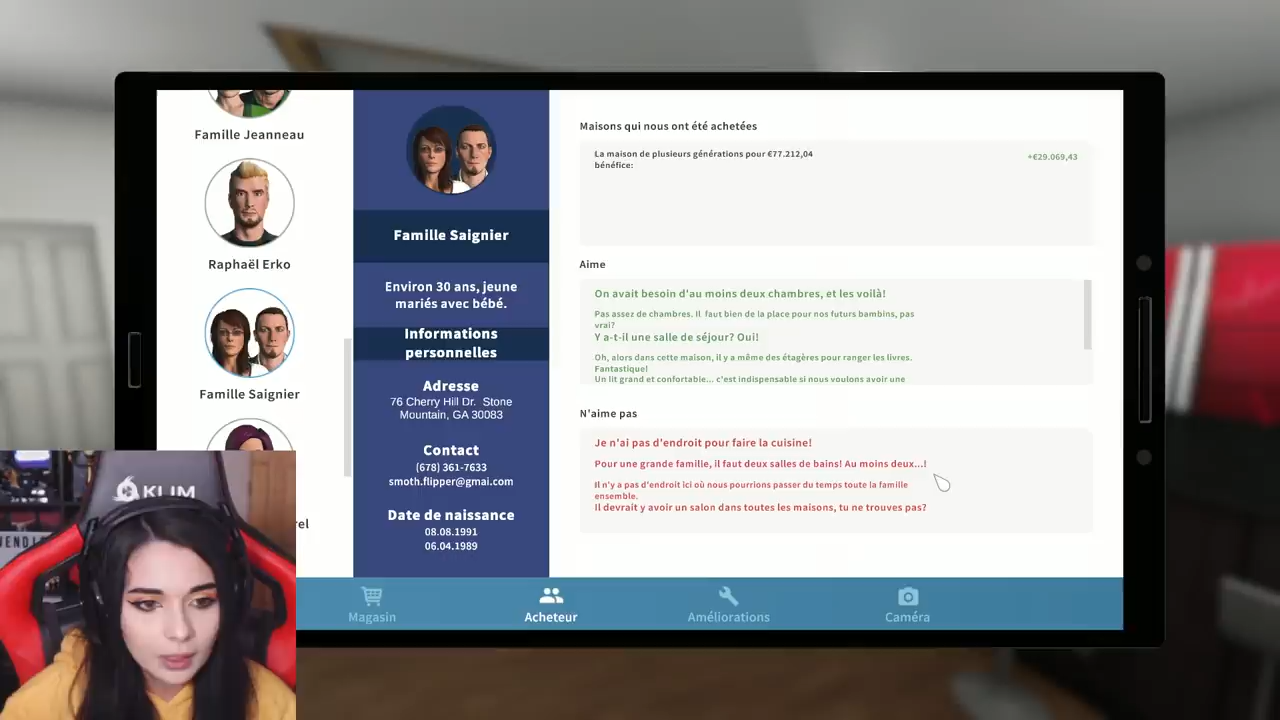 Famille Jeanneau
Raphaël Erko
Famille Saignier
rel
Famille Saignier
Environ 30 ans, jeune
mariés avec bébé.
Informations
personnelles
Adresse
76 Cherry Hill Dr. Stone
Mountain, GA 30083
Contact
(678) 361-7633
smoth.flipper@gmai.com
Date de naissance
08.08.1991
06.04.1989
Maisons qui nous ont été achetées
La maison de plusieurs générations pour €77.212,04
bénéfice:
+€29.069,43
Aime
On avait besoin d'au moins deux chambres, et les voilà!
Pas assez de chambres. Il faut bien de la place pour nos futurs bambins, pas
vrai?
Y a-t-il une salle de séjour? Oui!
Oh, alors dans cette maison, il y a même des étagères pour ranger les livres.
Fantastique!
Un lit grand et confortable... c'est indispensable si nous voulons avoir une
N'aime pas
Je n'ai pas d'endroit pour faire la cuisine!
Pour une grande famille, il faut deux salles de bains! Au moins deux...!
Il n'y a pas d'endroit ici où nous pourrions passer du temps toute la famille
ensemble.
Il devrait y avoir un salon dans toutes les maisons, tu ne trouves pas?
Magasin
Acheteur
Améliorations
Caméra
KLIM